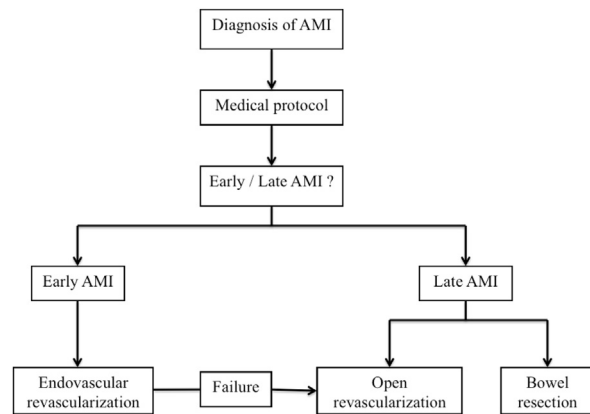 Diagnosis of AMI
Medical protocol
Early / Late AMI ?
Early AMI
Late AMI
Endovascular
revascularization
Failure
Open
revascularization
Bowel
resection